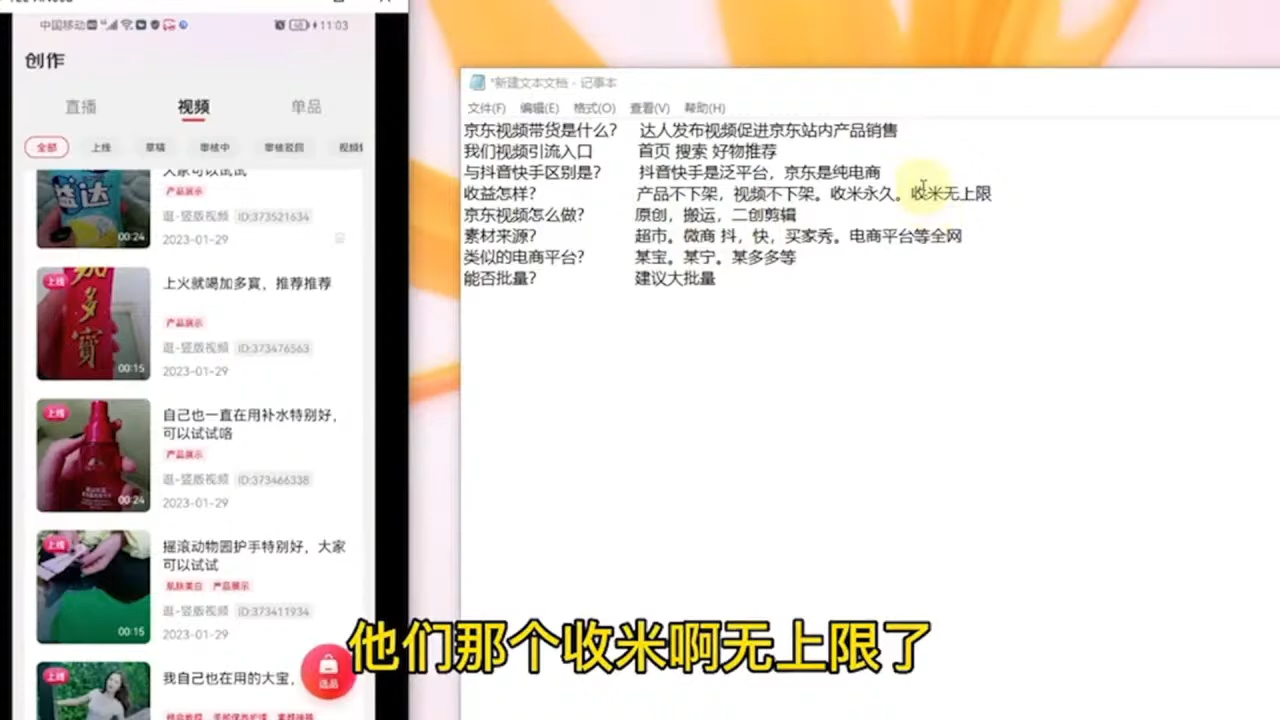 中国移动
11:03
创作
直播 视频 单品
全部 上线 草稿 审核中 审核驳回
大家可以试试
益达
产品展示
00:24
逛-竖版视频 ID:373521634
2023-01-29
上线
上火就喝加多寞，推荐推荐
加多寶
产品展示
00:15
逛-竖版视频 ID:373476563
2023-01-29
上线
自己也一直在用补水特别好，
可以试试咯
产品展示
00:24
逛-竖版视频 ID:373466338
2023-01-29
上线
摇滚动物园护手特别好，大家
可以试试
肌肤美白 产品展示
00:15
逛-竖版视频 ID:373411934
2023-01-29
上线
我自己也在用的大宝，
选品
*新建文本文档 - 记事本
文件(F) 编辑(E) 格式(O) 查看(V) 帮助(H)
京东视频带货是什么? 达人发布视频促进京东站内产品销售
我们视频引流入口 首页 搜索 好物推荐
与抖音快手区别是? 抖音快手是泛平台，京东是纯电商
收益怎样? 产品不下架，视频不下架。收米永久。收米无上限
京东视频怎么做? 原创，搬运，二创剪辑
素材来源? 超市。微商 抖，快，买家秀。电商平台等全网
类似的电商平台? 某宝。某宁。某多多等
能否批量? 建议大批量
他们那个收米啊无上限了